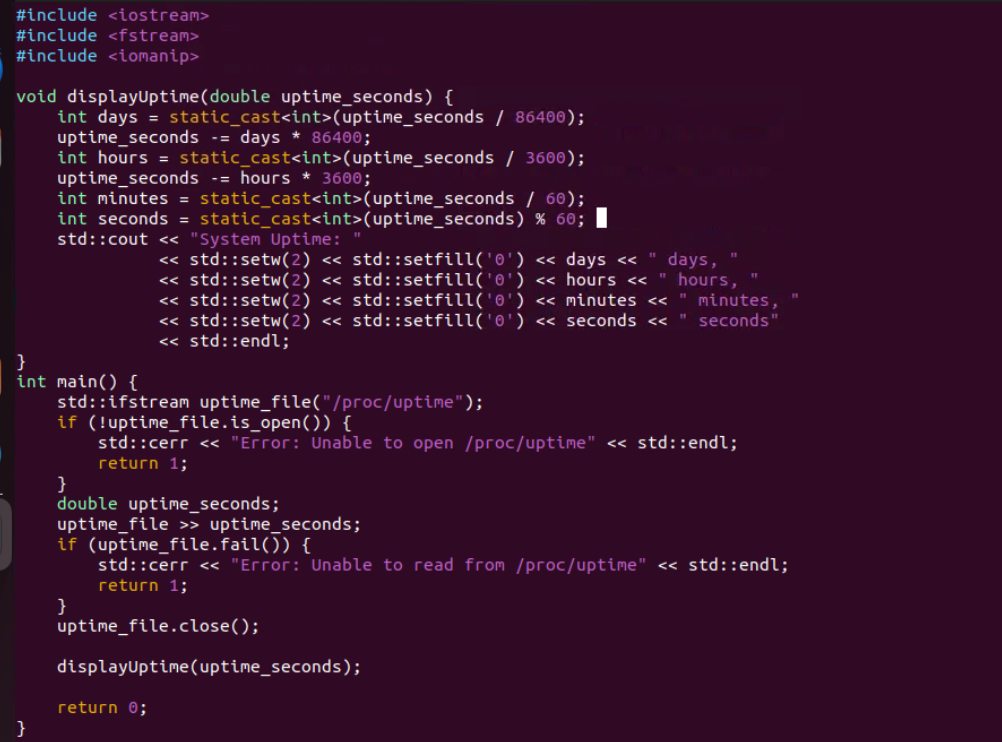 #include <iostream>
#include <fstream>
#include <iomanip>

void displayUptime(double uptime_seconds) {
    int days = static_cast<int>(uptime_seconds / 86400);
    uptime_seconds -= days * 86400;
    int hours = static_cast<int>(uptime_seconds / 3600);
    uptime_seconds -= hours * 3600;
    int minutes = static_cast<int>(uptime_seconds / 60);
    int seconds = static_cast<int>(uptime_seconds) % 60;
    std::cout << "System Uptime: "
              << std::setw(2) << std::setfill('0') << days << " days, "
              << std::setw(2) << std::setfill('0') << hours << " hours, "
              << std::setw(2) << std::setfill('0') << minutes << " minutes, "
              << std::setw(2) << std::setfill('0') << seconds << " seconds"
              << std::endl;
}
int main() {
    std::ifstream uptime_file("/proc/uptime");
    if (!uptime_file.is_open()) {
        std::cerr << "Error: Unable to open /proc/uptime" << std::endl;
        return 1;
    }
    double uptime_seconds;
    uptime_file >> uptime_seconds;
    if (uptime_file.fail()) {
        std::cerr << "Error: Unable to read from /proc/uptime" << std::endl;
        return 1;
    }
    uptime_file.close();

    displayUptime(uptime_seconds);

    return 0;
}